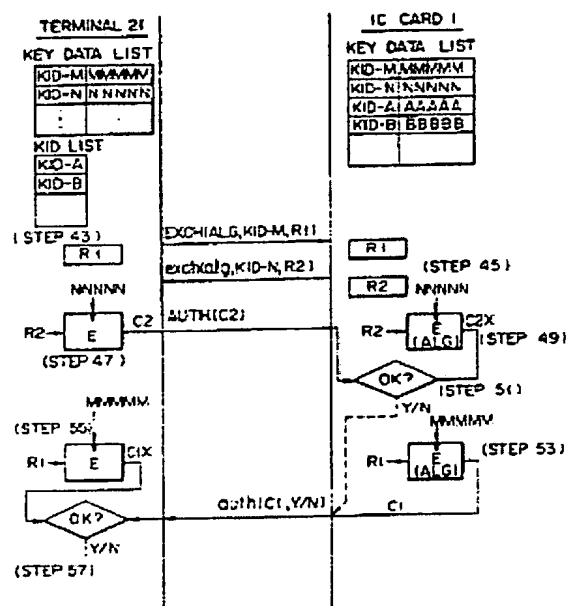 TERMINAL 21
IC CARD 1
KEY DATA LIST
KID-M MMMMM
KID-N NNNNN
KEY DATA LIST
KID-M MMMMM
KID-N NNNNN
KID-A AAAAA
KID-B BBBBB
KID LIST
KID-A
KID-B
(STEP 43)
R1
EXCH(ALG,KID-M,R1)
R1
exch(alg,KID-N,R2)
R2
(STEP 45)
NNNNN
R2
E
C2
(STEP 47)
AUTH(C2)
NNNNN
R2
E
(ALG)
C2X
(STEP 49)
OK?
(STEP 51)
Y/N
MMMMM
(STEP 55)
R1
E
C1X
MMMMM
R1
E
(ALG)
(STEP 53)
auth(C1,Y/N)
C1
OK?
Y/N
(STEP 57)